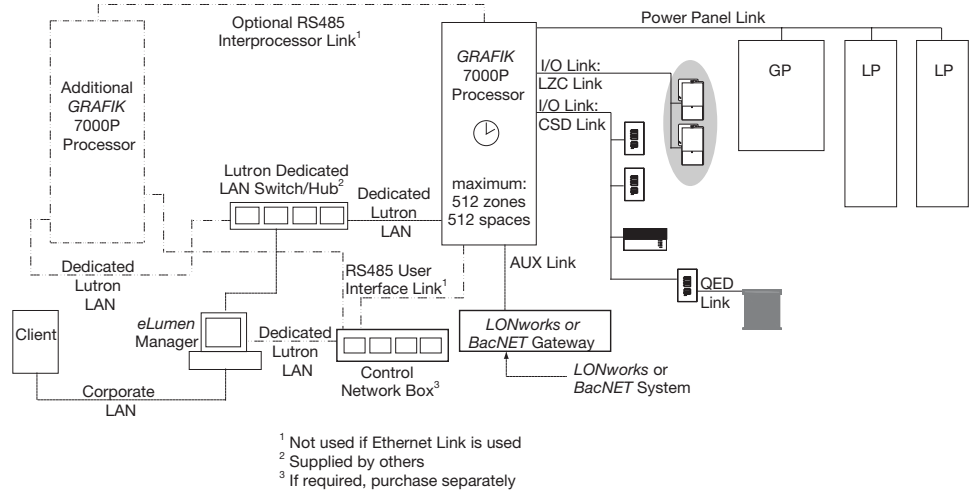 Optional RS485
Interprocessor Link1
Power Panel Link
Additional
GRAFIK
7000P
Processor
GRAFIK
7000P
Processor
maximum:
512 zones
512 spaces
I/O Link:
LZC Link
I/O Link:
CSD Link
GP
LP
LP
Lutron Dedicated
LAN Switch/Hub2
Dedicated
Lutron
LAN
Dedicated
Lutron
LAN
RS485 User
Interface Link1
AUX Link
QED
Link
Client
eLumen
Manager
Dedicated
Lutron
LAN
Control
Network Box3
LONworks or
BacNET Gateway
LONworks or
BacNET System
Corporate
LAN
1 Not used if Ethernet Link is used
2 Supplied by others
3 If required, purchase separately